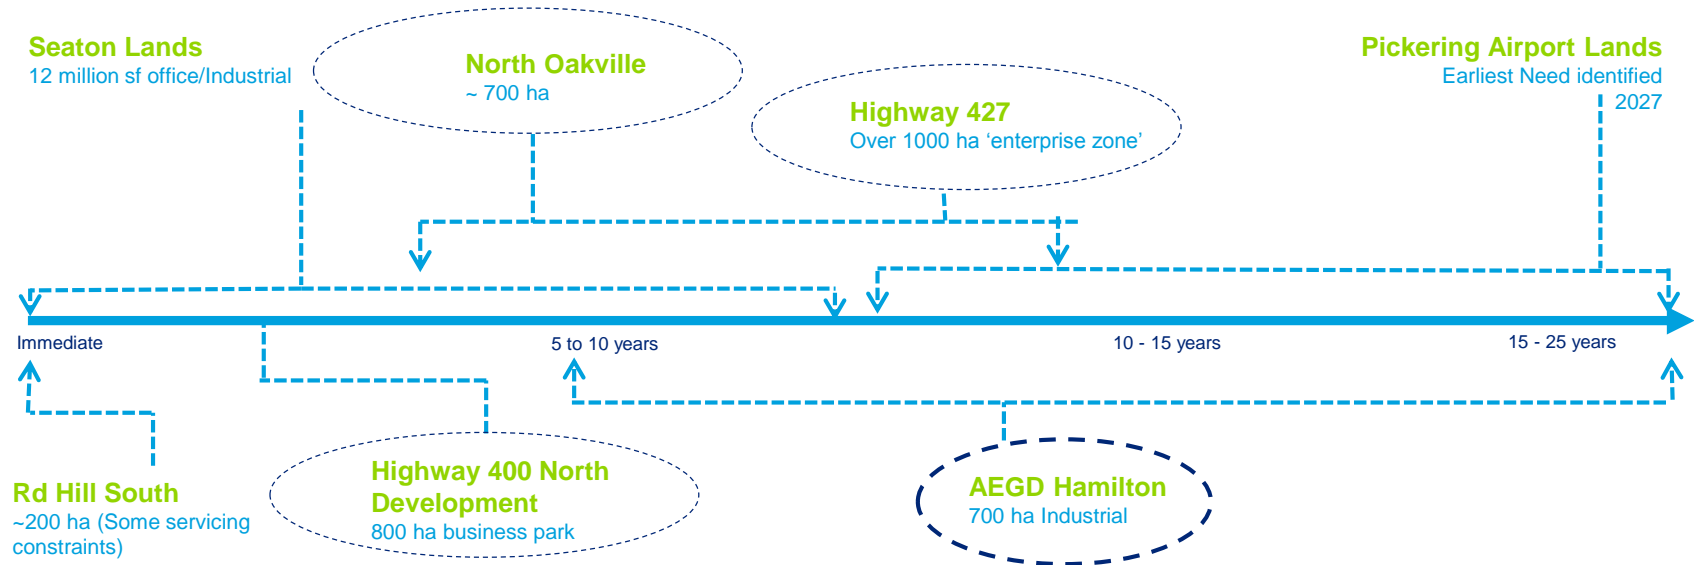 Seaton Lands
12 million sf office/Industrial
North Oakville
~ 700 ha
Highway 427
Over 1000 ha ‘enterprise zone’
Pickering Airport Lands
Earliest Need identified
2027
Immediate
5 to 10 years
10 - 15 years
15 - 25 years
Rd Hill South
~200 ha (Some servicing
constraints)
Highway 400 North
Development
800 ha business park
AEGD Hamilton
700 ha Industrial